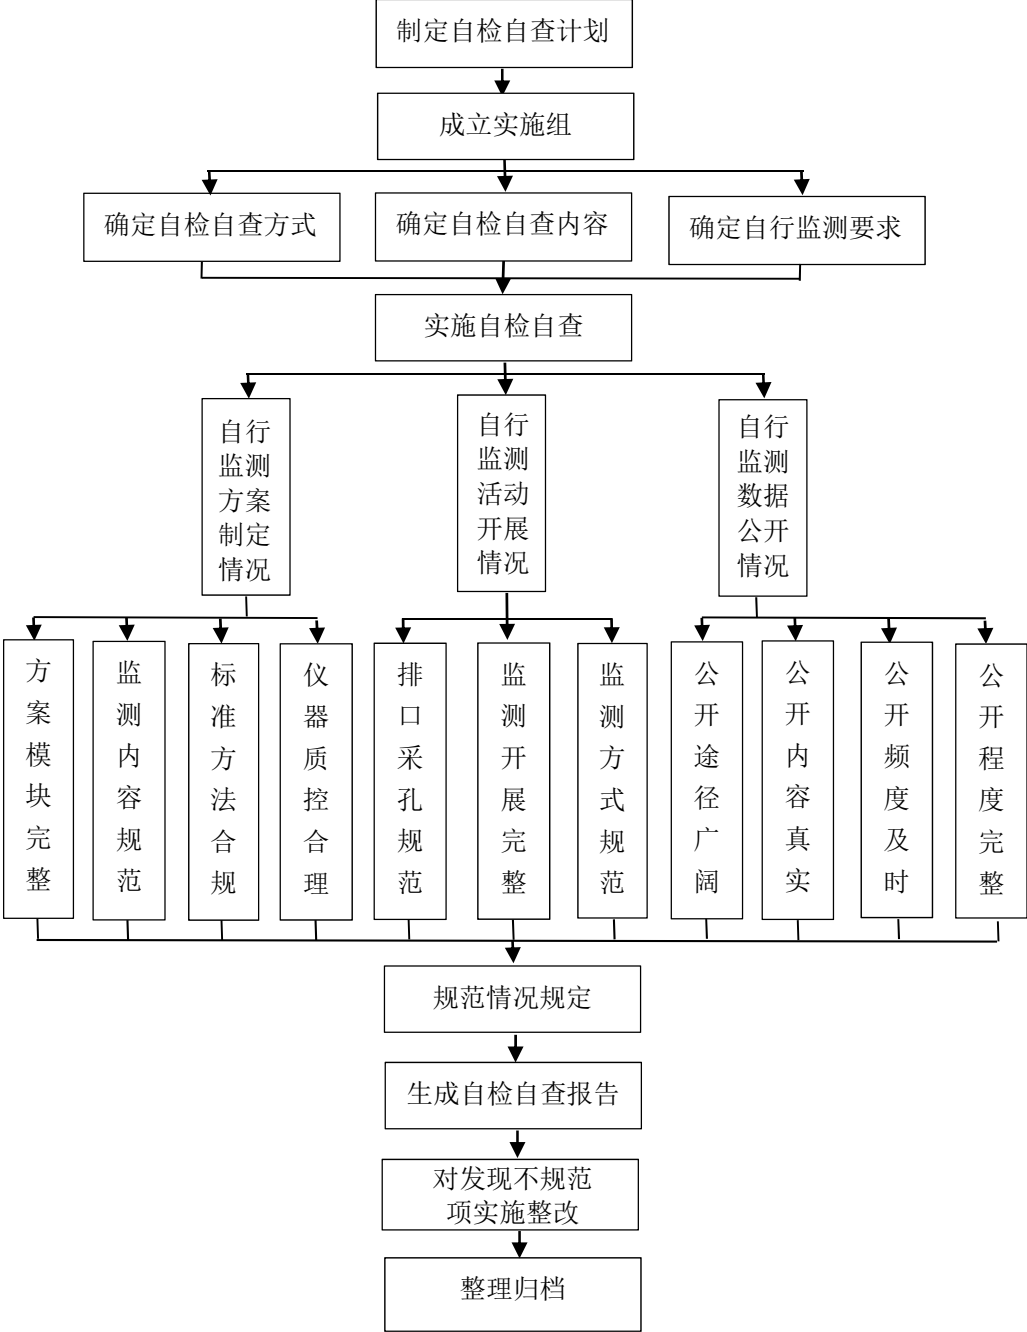 制定自检自查计划
成立实施组
确定自检自查方式
确定自检自查内容
确定自行监测要求
实施自检自查
自行
监测
方案
制定
情况
自行
监测
活动
开展
情况
自行
监测
数据
公开
情况
方案模块完整
监测内容规范
标准方法合规
仪器质控合理
排口采孔规范
监测开展完整
监测方式规范
公开途径广阔
公开内容真实
公开频度及时
公开程度完整
规范情况规定
生成自检自查报告
对发现不规范
项实施整改
整理归档